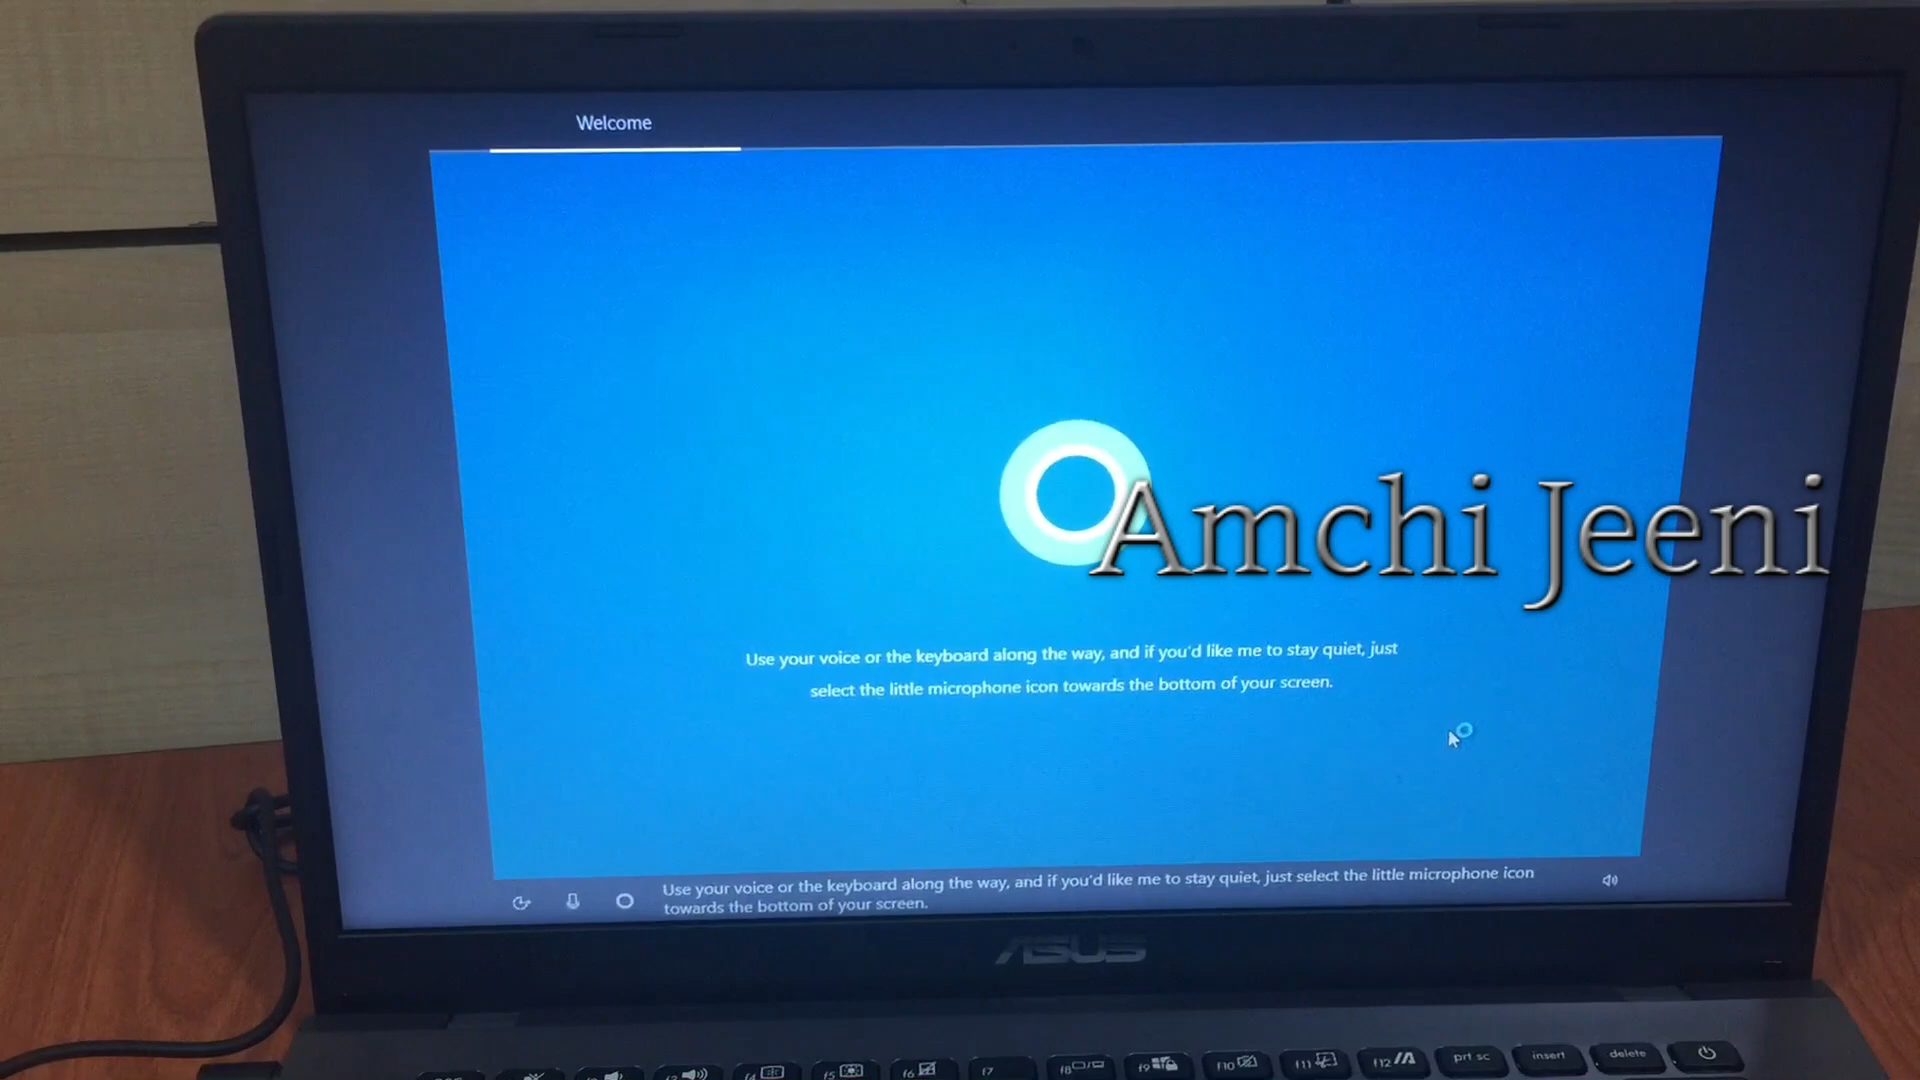 Welcome
Amchi Jeeni
Use your voice or the keyboard along the way, and if you'd like me to stay quiet, just
select the little microphone icon towards the bottom of your screen.
Use your voice or the keyboard along the way, and if you'd like me to stay quiet, just select the little microphone icon
towards the bottom of your screen.
ASUS
f4 f5 f6 f7 f8 f9 f10 f11 f12 prt sc insert delete